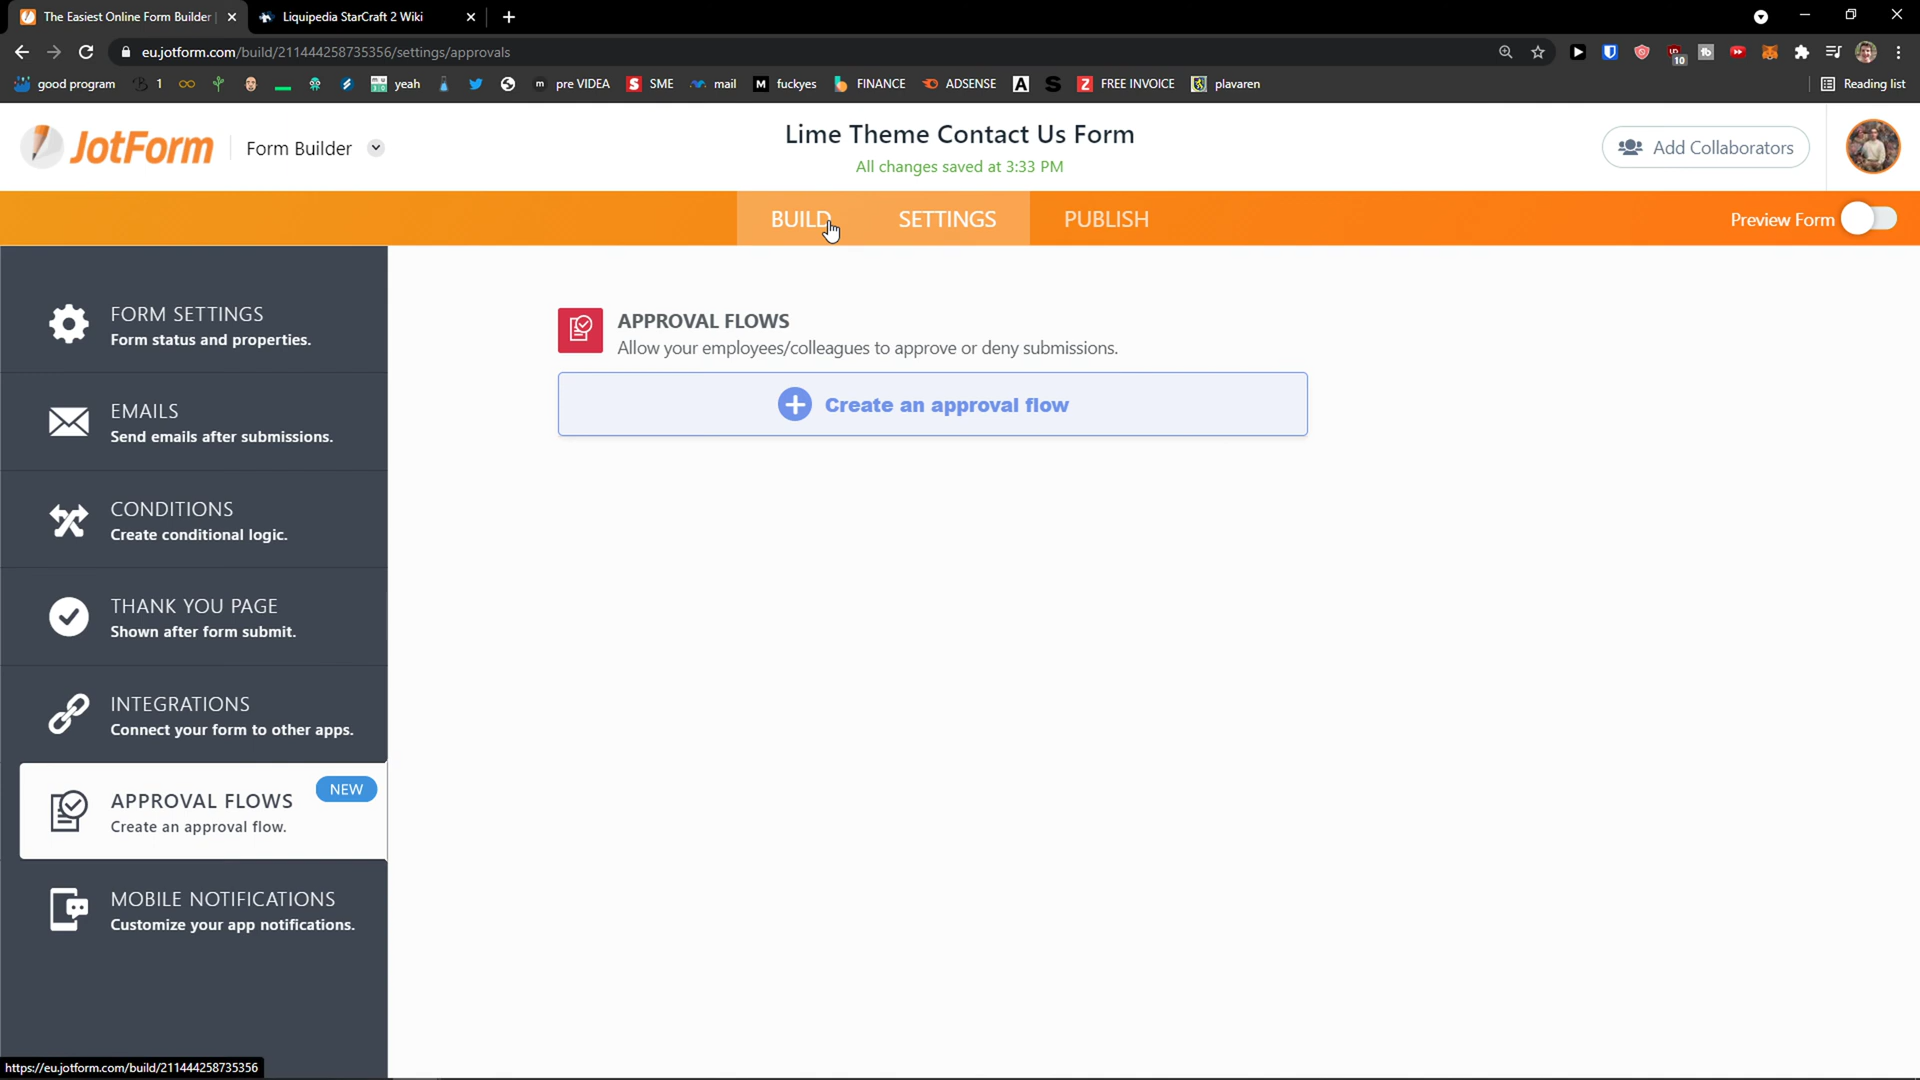 The Easiest Online Form Builder
Liquipedia StarCraft 2 Wiki
eu.jotform.com/build/211444258735356/settings/approvals
10
good program
1
yeah
pre VIDEA
SME
mail
fuckyes
FINANCE
ADSENSE
FREE INVOICE
plavaren
Reading list
JotForm
Form Builder
Lime Theme Contact Us Form
All changes saved at 3:33 PM
Add Collaborators
BUILD
SETTINGS
PUBLISH
Preview Form
FORM SETTINGS
Form status and properties.
EMAILS
Send emails after submissions.
CONDITIONS
Create conditional logic.
THANK YOU PAGE
Shown after form submit.
INTEGRATIONS
Connect your form to other apps.
APPROVAL FLOWS
NEW
Create an approval flow.
MOBILE NOTIFICATIONS
Customize your app notifications.
APPROVAL FLOWS
Allow your employees/colleagues to approve or deny submissions.
Create an approval flow
https://eu.jotform.com/build/211444258735356